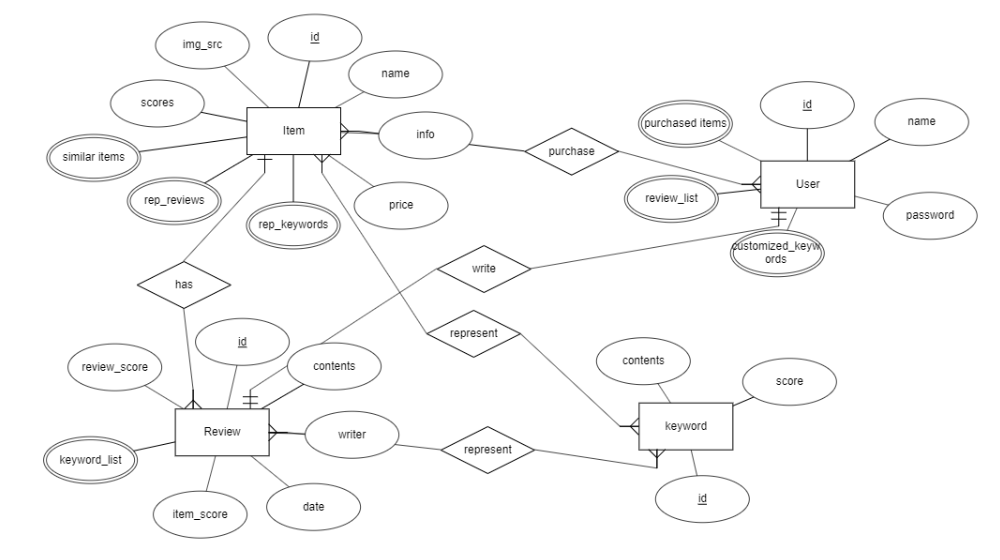 img_src
id
name
scores
Item
info
similar items
rep_reviews
rep_keywords
price
purchase
purchased items
id
name
User
review_list
password
customized_keyw
ords
has
write
represent
review_score
id
contents
Review
writer
keyword_list
item_score
date
represent
contents
score
keyword
id